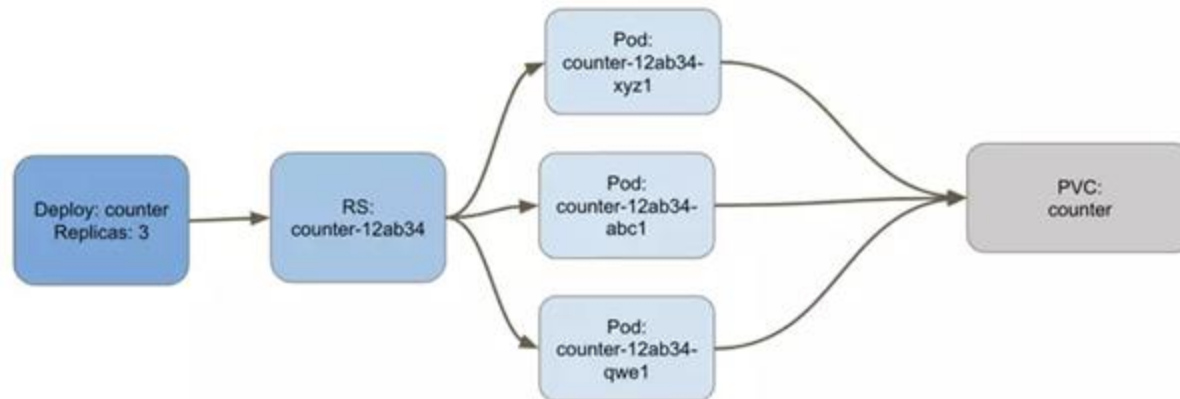 Deploy: counter
Replicas: 3
RS:
counter-12ab34
Pod:
counter-12ab34-
xyz1
Pod:
counter-12ab34-
abc1
Pod:
counter-12ab34-
qwe1
PVC:
counter